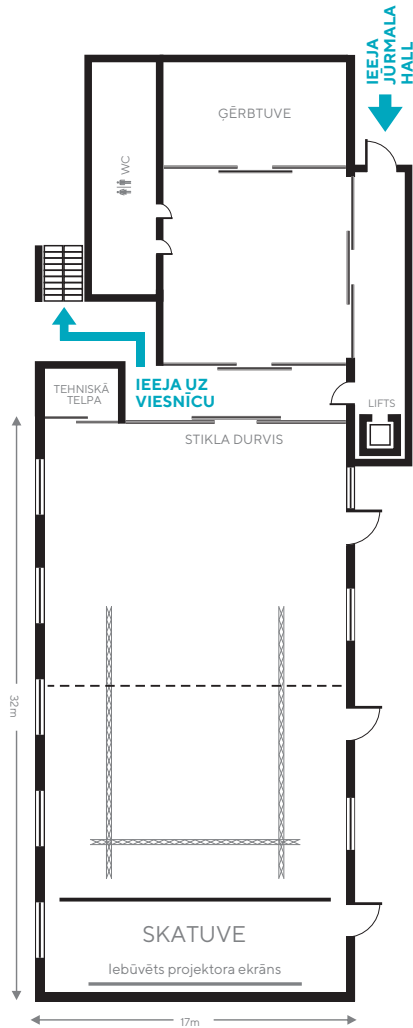 IEEJA
JŪRMALA
HALL
ĢĒRBTUVE
WC
IEEJA UZ
VIESNĪCU
TEHNISKĀ
TELPA
LIFTS
STIKLA DURVIS
32m
SKATUVE
Iebūvēts projektora ekrāns
17m